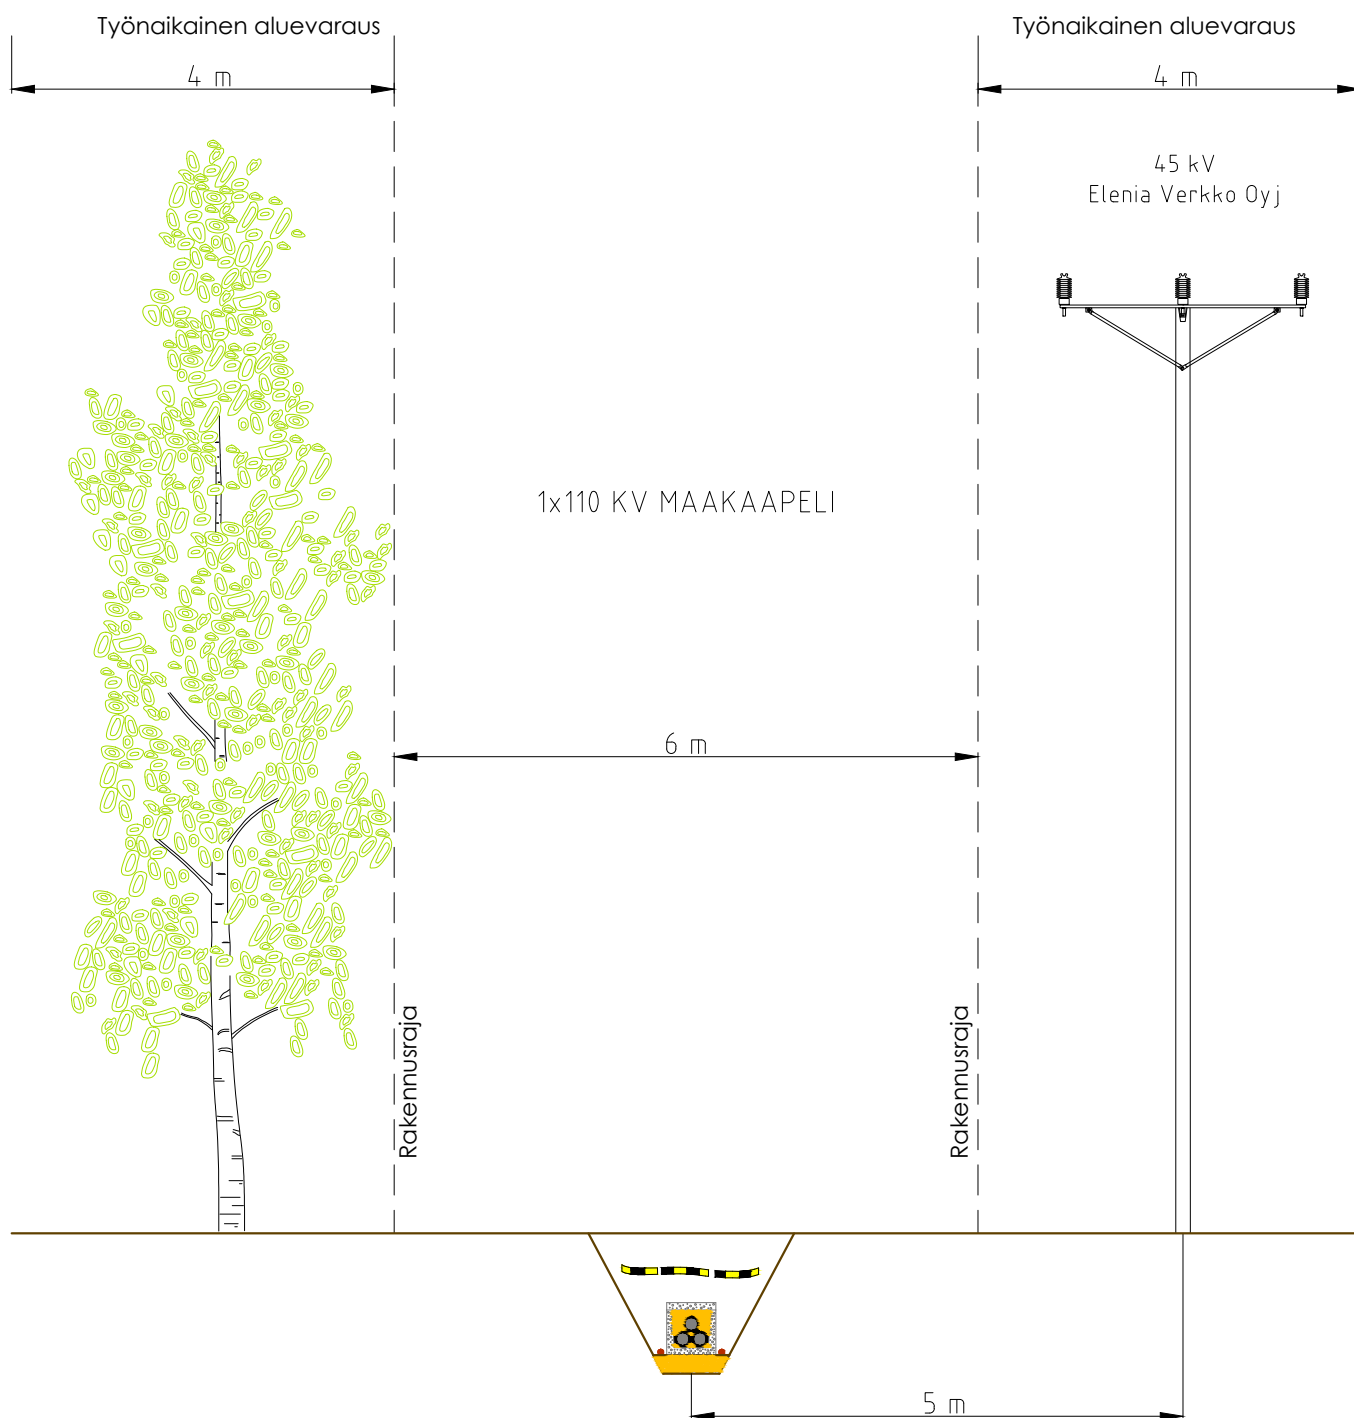 Työnaikainen aluevaraus
Työnaikainen aluevaraus
4 m
4 m
45 kV
Elenia Verkko Oyj
1x110 KV MAAKAAPELI
6 m
Rakennusraja
Rakennusraja
5 m